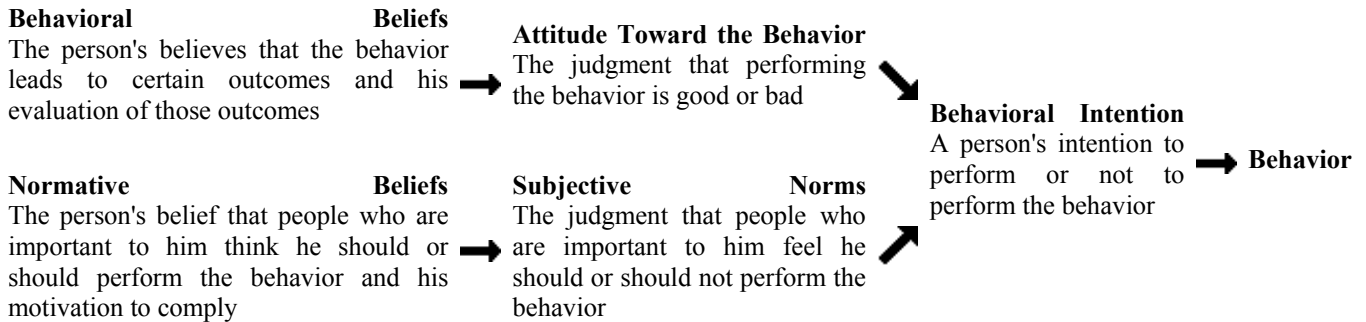 Behavioral Beliefs
The person's believes that the behavior
leads to certain outcomes and his
evaluation of those outcomes
Attitude Toward the Behavior
The judgment that performing
the behavior is good or bad
Normative Beliefs
The person's belief that people who are
important to him think he should or
should perform the behavior and his
motivation to comply
Subjective Norms
The judgment that people who
are important to him feel he
should or should not perform the
behavior
Behavioral Intention
A person's intention to
perform or not to
perform the behavior
Behavior